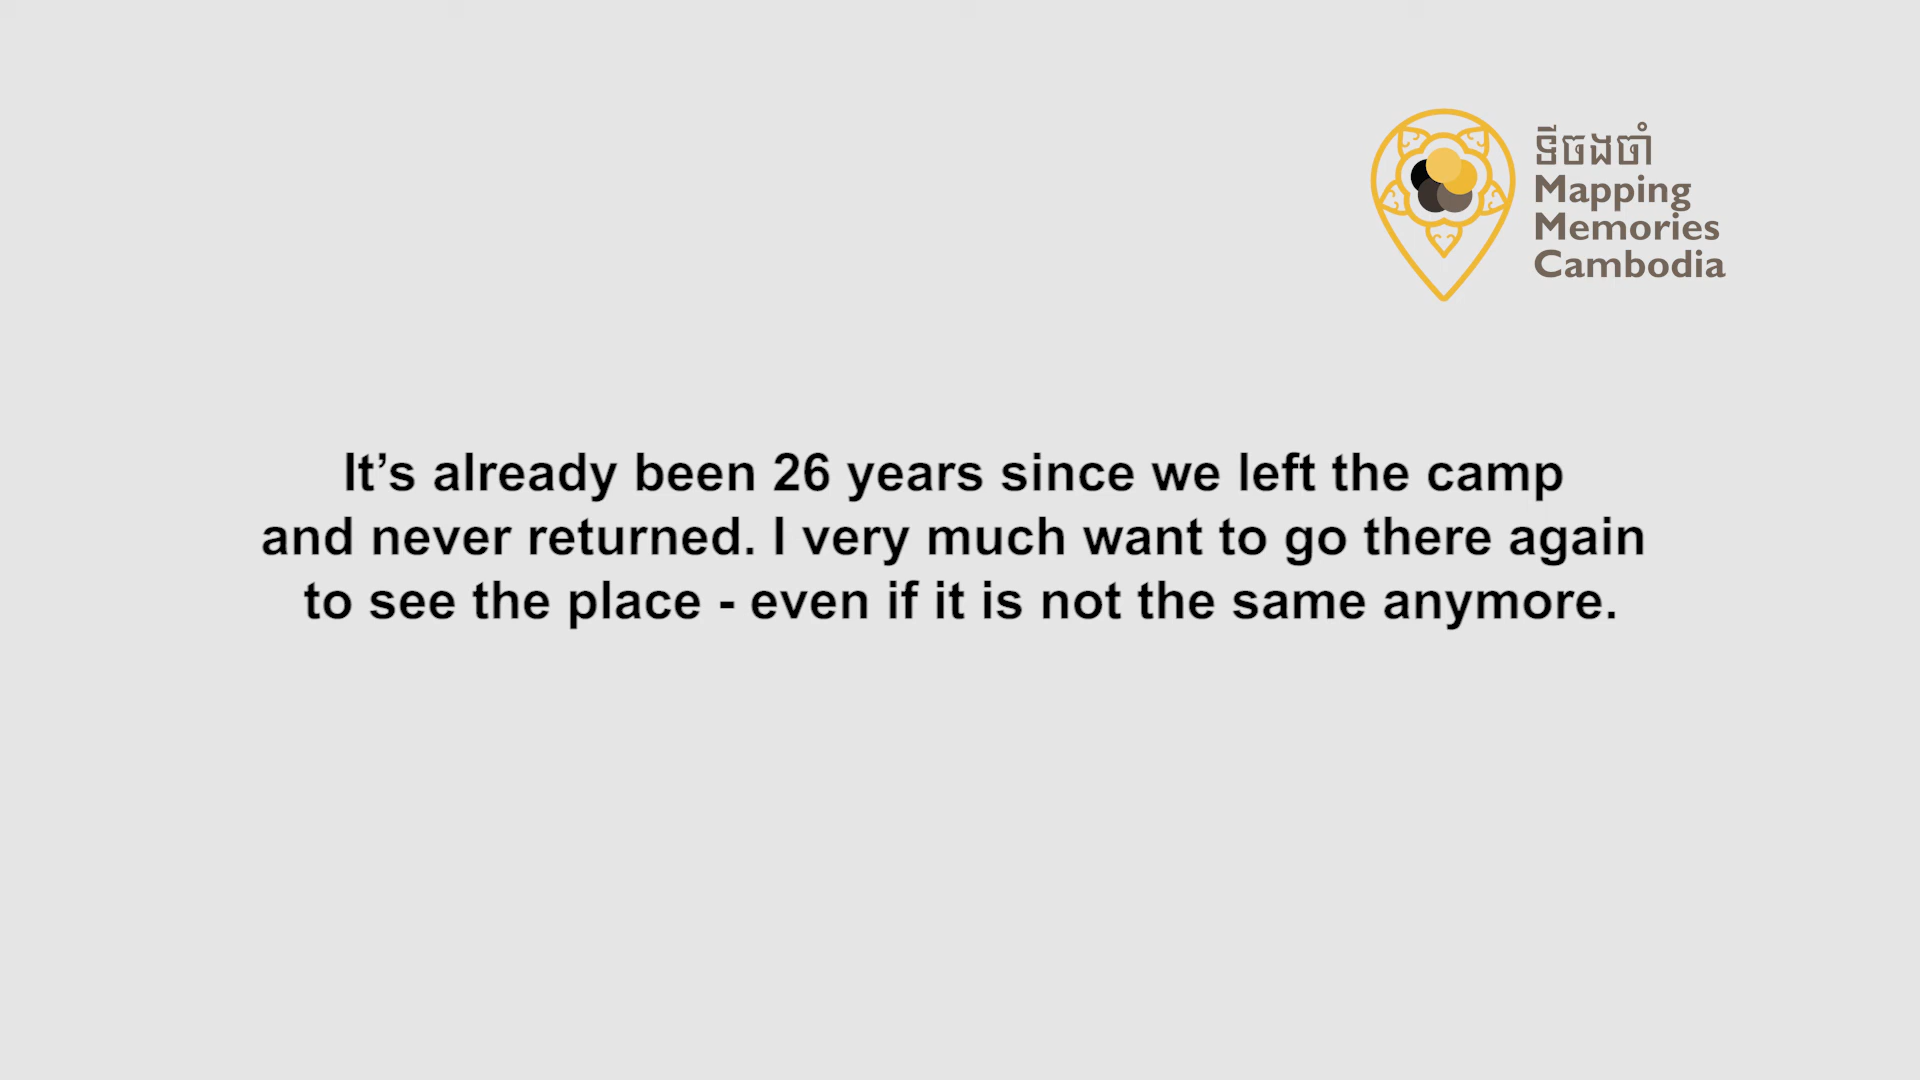 ទីចងចាំ
Mapping
Memories
Cambodia
It’s already been 26 years since we left the camp
and never returned. I very much want to go there again
to see the place - even if it is not the same anymore.